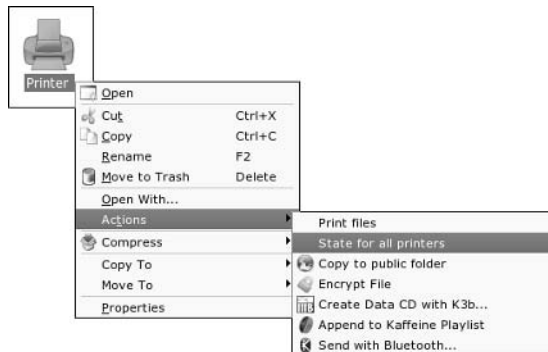 Printer
Open
Cut Ctrl+X
Copy Ctrl+C
Rename F2
Move to Trash Delete
Open With...
Actions
Compress
Copy To
Move To
Properties
Print files
State for all printers
Copy to public folder
Encrypt File
Create Data CD with K3b...
Append to Kaffeine Playlist
Send with Bluetooth...